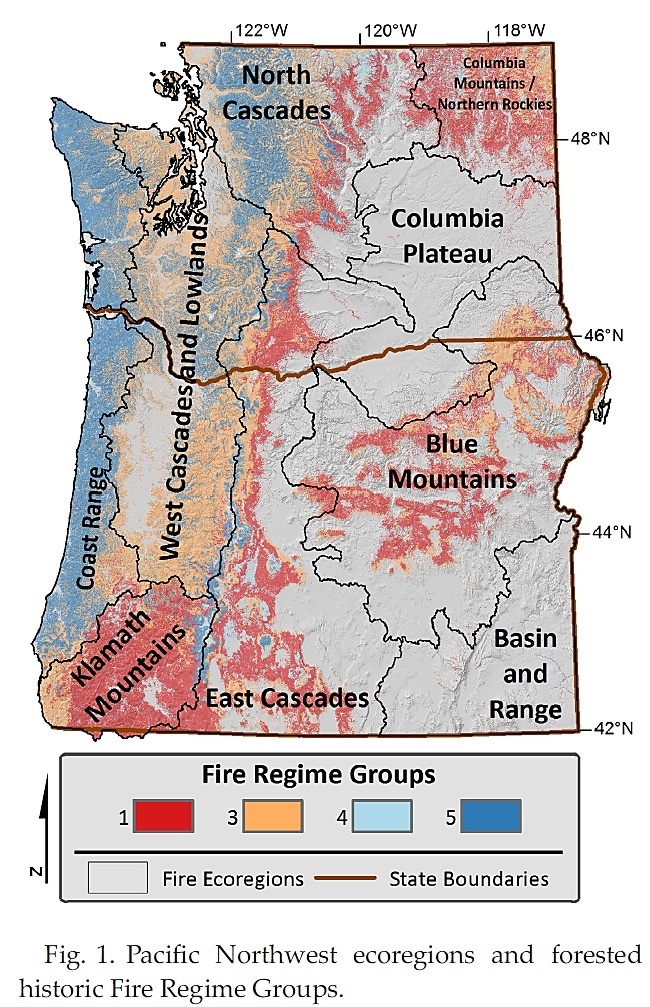 122°W
120°W
118°W
North
Cascades
Columbia
Mountains /
Northern Rockies
48°N
Columbia
Plateau
West Cascades and Lowlands
46°N
Blue
Mountains
Coast Range
44°N
Klamath
Mountains
Basin
and
Range
East Cascades
42°N
Fire Regime Groups
1 3 4 5
Fire Ecoregions State Boundaries
N
Fig. 1. Pacific Northwest ecoregions and forested
historic Fire Regime Groups.